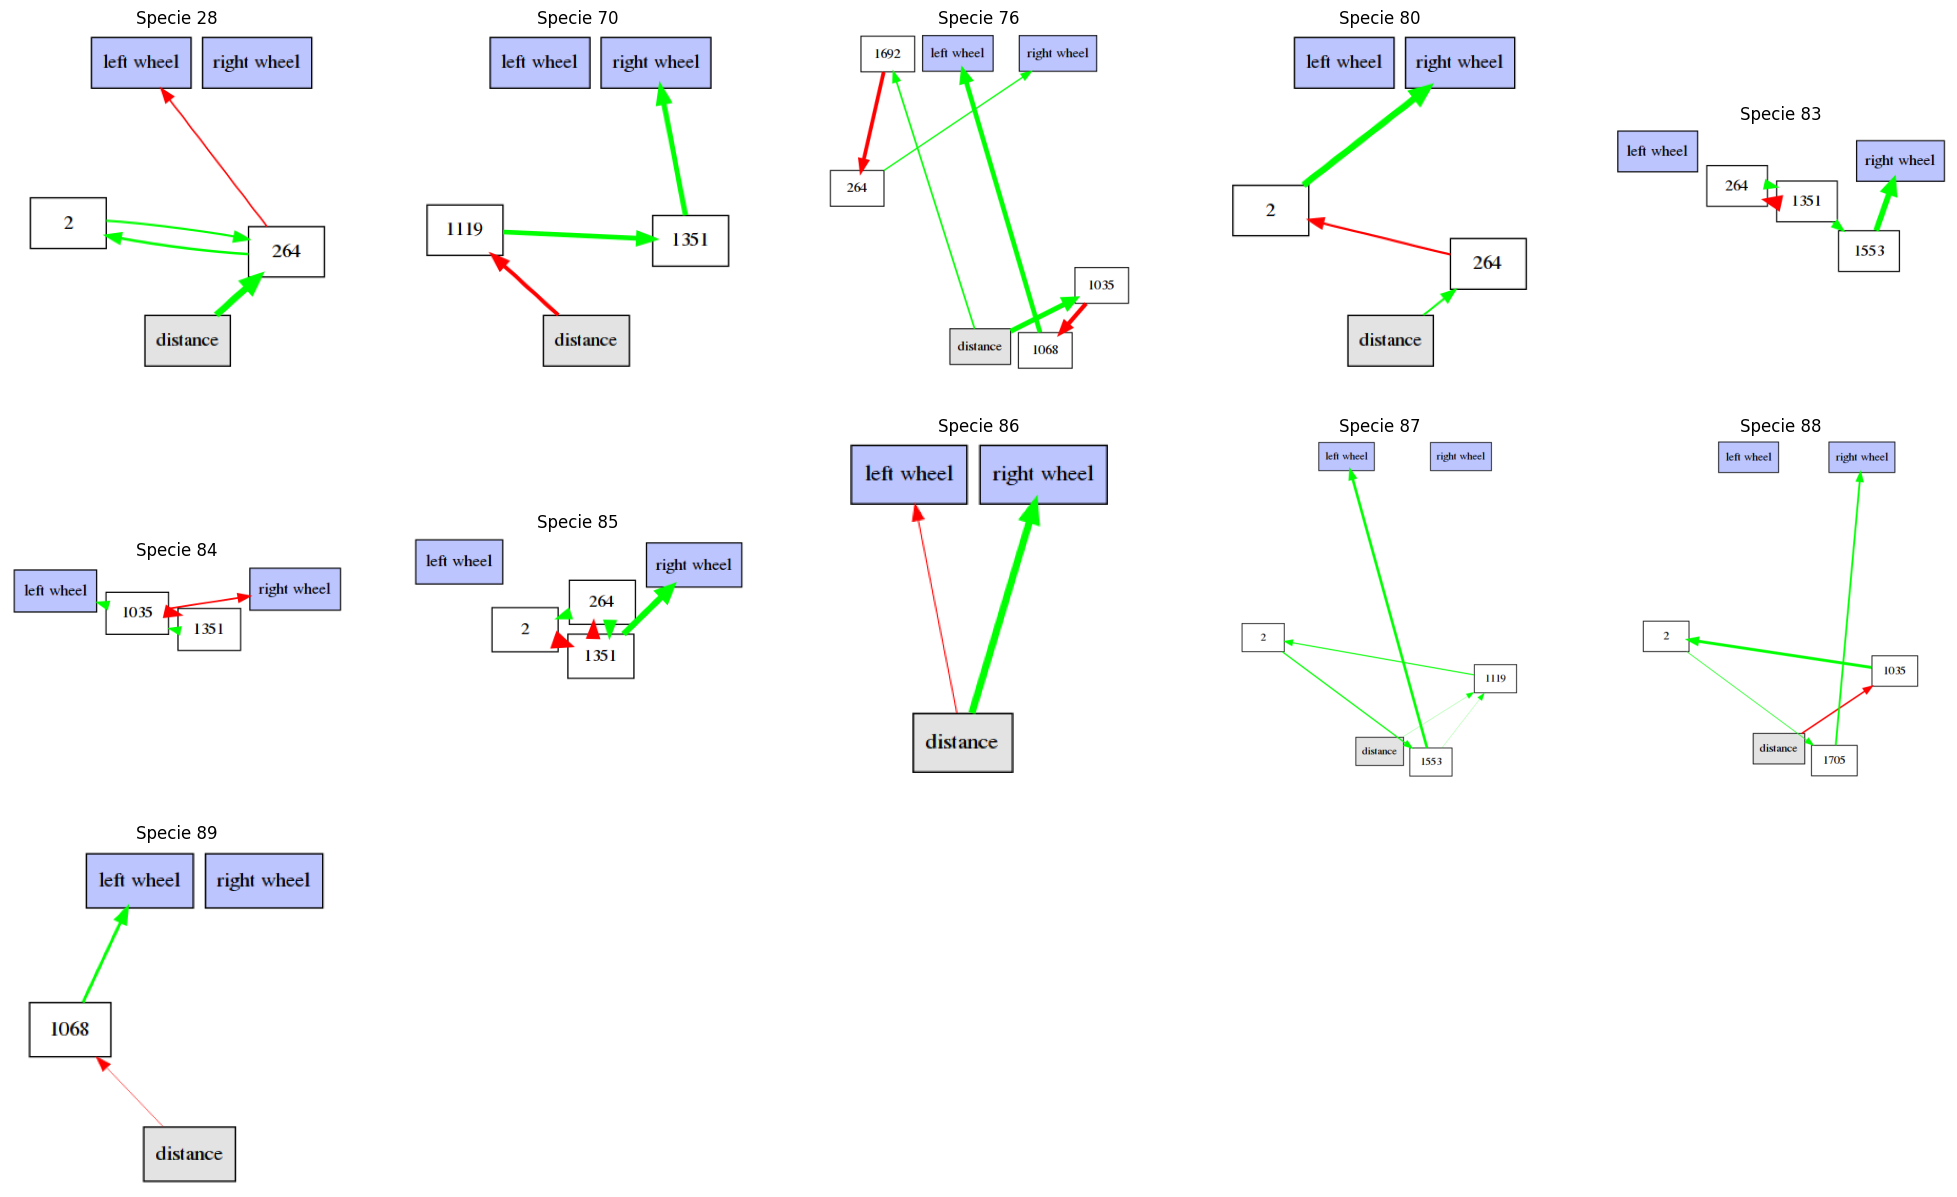 Specie 28
left wheel
right wheel
2
264
distance
Specie 70
left wheel
right wheel
1119
1351
distance
Specie 76
1692
left wheel
right wheel
264
1035
distance
1068
Specie 80
left wheel
right wheel
2
264
distance
Specie 83
left wheel
right wheel
264
1351
1553
Specie 84
left wheel
right wheel
1035
1351
Specie 85
left wheel
right wheel
264
2
1351
Specie 86
left wheel
right wheel
distance
Specie 87
left wheel
right wheel
2
1119
distance
1553
Specie 88
left wheel
right wheel
2
1035
distance
1705
Specie 89
left wheel
right wheel
1068
distance